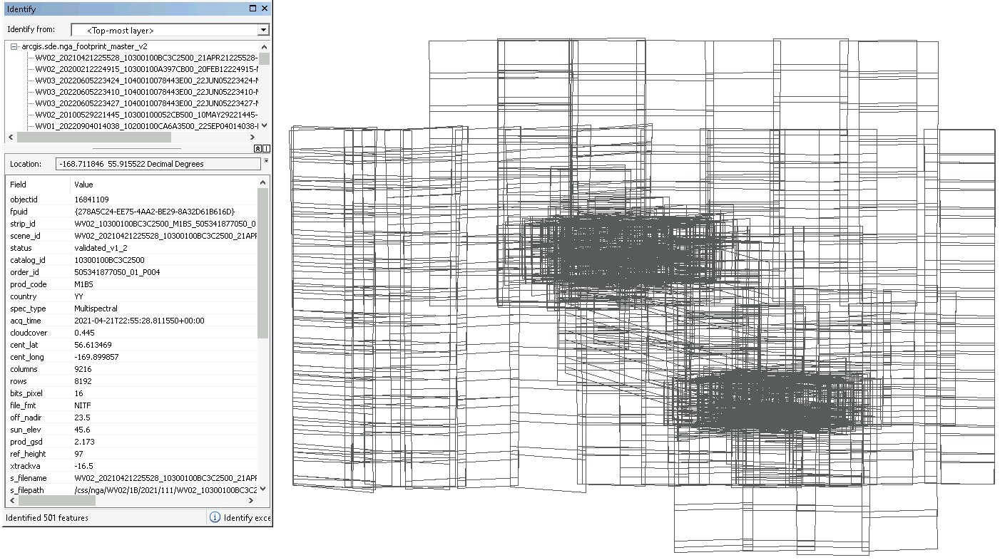 Identify
Identify from: <Top-most layer>
arcgis.sde.nga_footprint_master_v2
WV02_20210421225528_10300100BC3C2500_21APR21225528-
WV02_20200212224915_10300100A397CB00_20FEB12224915-M
WV03_20220605223424_1040010078443E00_22JUN05223424-M
WV03_20220605223410_1040010078443E00_22JUN05223410-M
WV03_20220605223427_1040010078443E00_22JUN05223427-M
WV02_20100529221445_10300100052CB500_10MAY29221445-
WV01_20220904014038_10200100CA6A3500_22SEP04014038-
Location: -168.711846 55.915522 Decimal Degrees
Field Value
objectid 16841109
fpuid {278A5C24-EE75-4AA2-BE29-8A32D61B616D}
strip_id WV02_10300100BC3C2500_M1BS_505341877050_0
scene_id WV02_20210421225528_10300100BC3C2500_21APR
status validated_v1_2
catalog_id 10300100BC3C2500
order_id 505341877050_01_P004
prod_code M1BS
country YY
spec_type Multispectral
acq_time 2021-04-21T22:55:28.811550+00:00
cloudcover 0.445
cent_lat 56.613469
cent_long -169.899857
columns 9216
rows 8192
bits_pixel 16
file_fmt NITF
off_nadir 23.5
sun_elev 45.6
prod_gsd 2.173
ref_height 97
xtrackva -16.5
s_filename WV02_20210421225528_10300100BC3C2500_21APR
s_filepath /css/nga/WV02/1B/2021/111/WV02_10300100BC3C2
Identified 501 features Identify exce